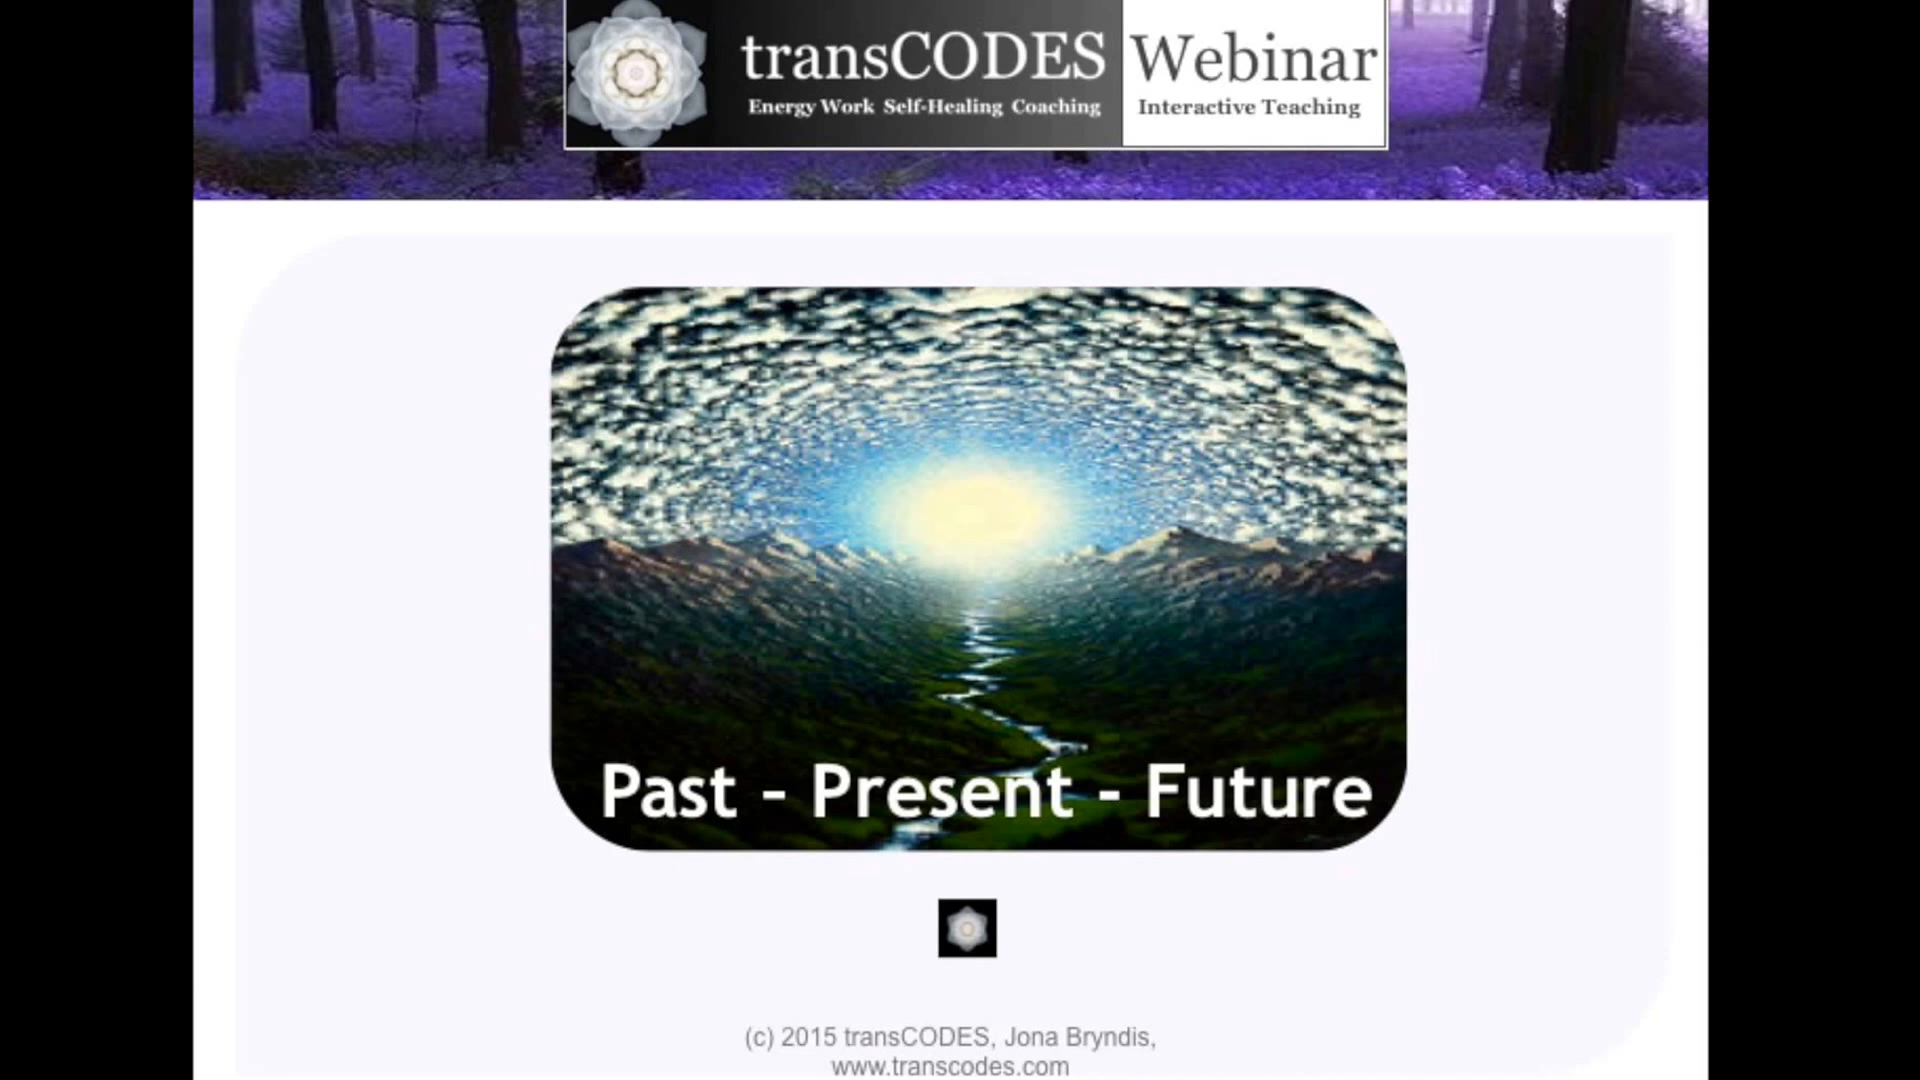 transCODES Webinar
Energy Work Self-Healing Coaching Interactive Teaching
Past - Present - Future
(c) 2015 transCODES, Jona Bryndis,
www.transcodes.com